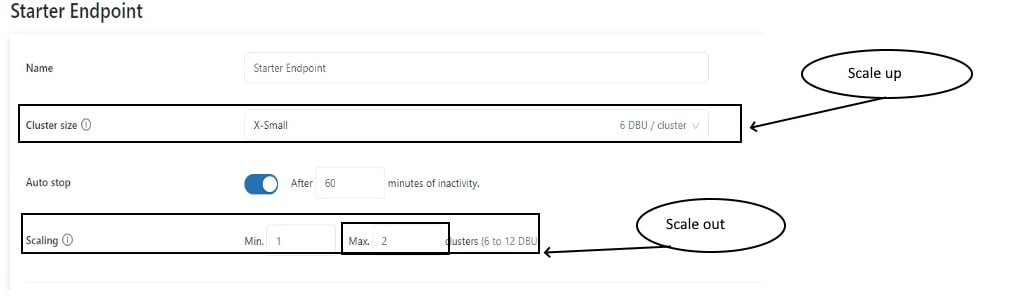 Starter Endpoint
Name Starter Endpoint
Scale up
Cluster size ⓘ X-Small 6 DBU / cluster
Auto stop After 60 minutes of inactivity.
Scale out
Scaling ⓘ Min. 1 Max. 2 clusters (6 to 12 DBU